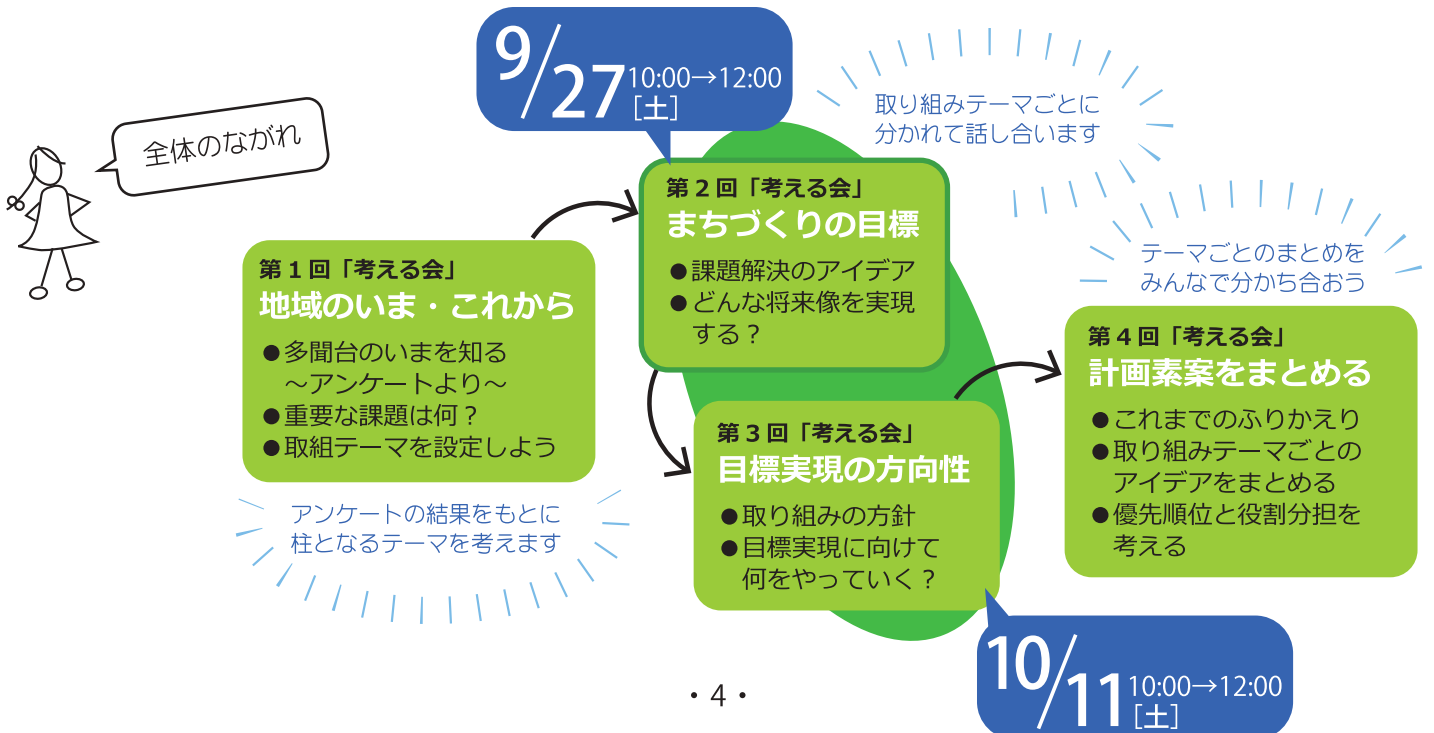 全体のながれ
第1回「考える会」
地域のいま・これから
●多聞台のいまを知る
～アンケートより～
●重要な課題は何？
●取組テーマを設定しよう
アンケートの結果をもとに
柱となるテーマを考えます
9/27 10:00→12:00
[土]
第2回「考える会」
まちづくりの目標
●課題解決のアイデア
●どんな将来像を実現
する？
取り組みテーマごとに
分かれて話し合います
第3回「考える会」
目標実現の方向性
●取り組みの方針
●目標実現に向けて
何をやっていく？
10/11 10:00→12:00
[土]
テーマごとのまとめを
みんなで分かち合おう
第4回「考える会」
計画素案をまとめる
●これまでのふりかえり
●取り組みテーマごとの
アイデアをまとめる
●優先順位と役割分担を
考える
・4・